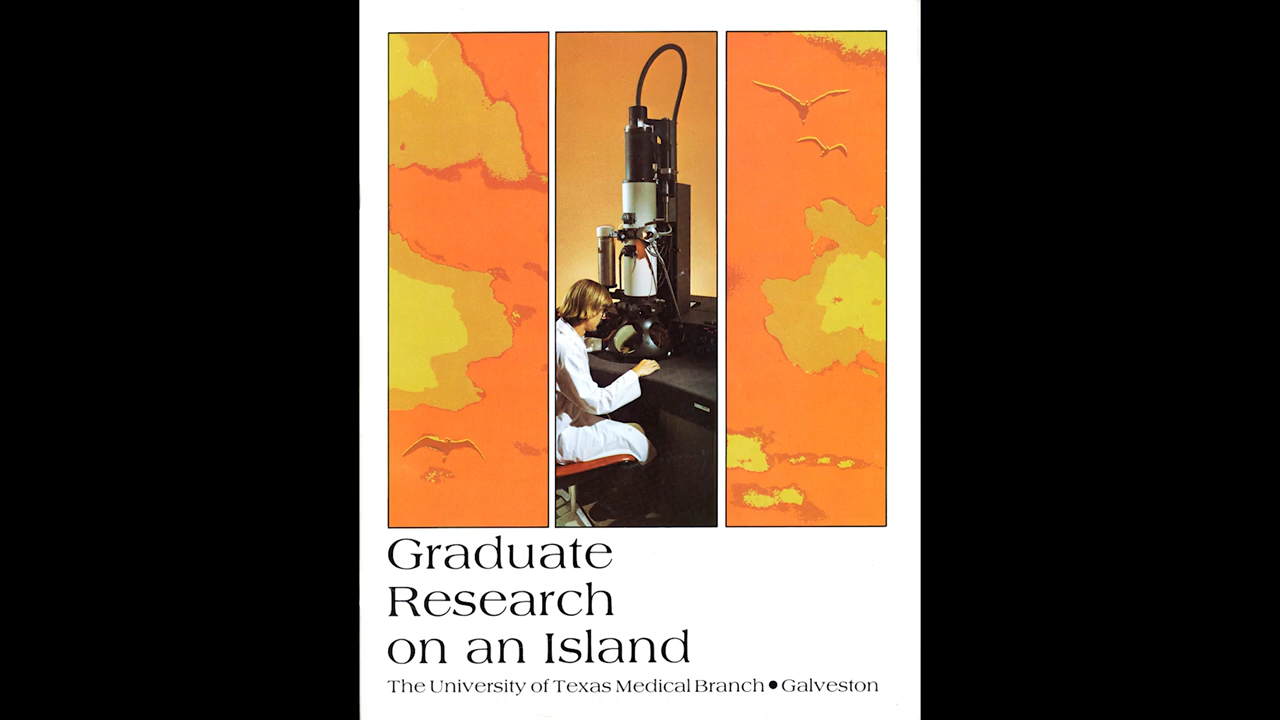 Graduate
Research
on an Island
The University of Texas Medical Branch • Galveston